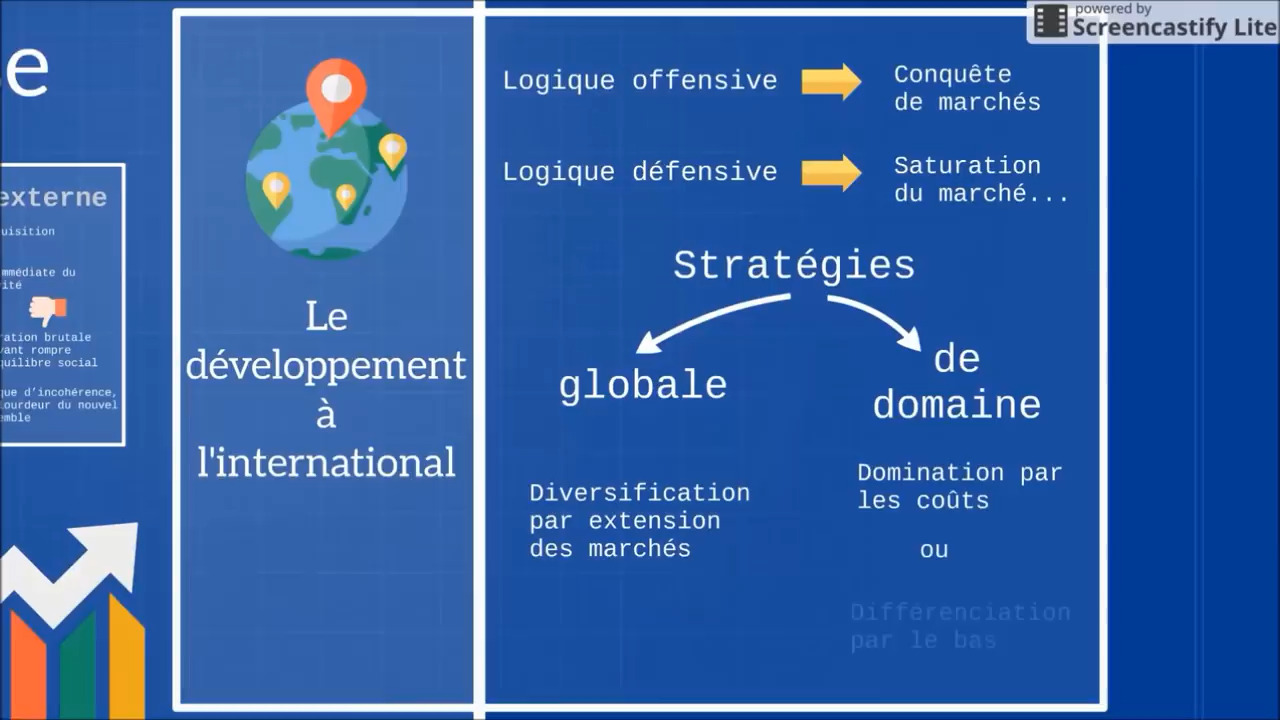 e
externe
uisition
mmédiate du
ité
ration brutale
vant rompre
quilibre social
que d'incohérence,
lourdeur du nouvel
emble
Le
développement
à
l'international
Logique offensive
Conquête
de marchés
Logique défensive
Saturation
du marché...
Stratégies
globale
de
domaine
Diversification
par extension
des marchés
Domination par
les coûts
ou
Différenciation
par le bas
powered by
Screencastify Lite